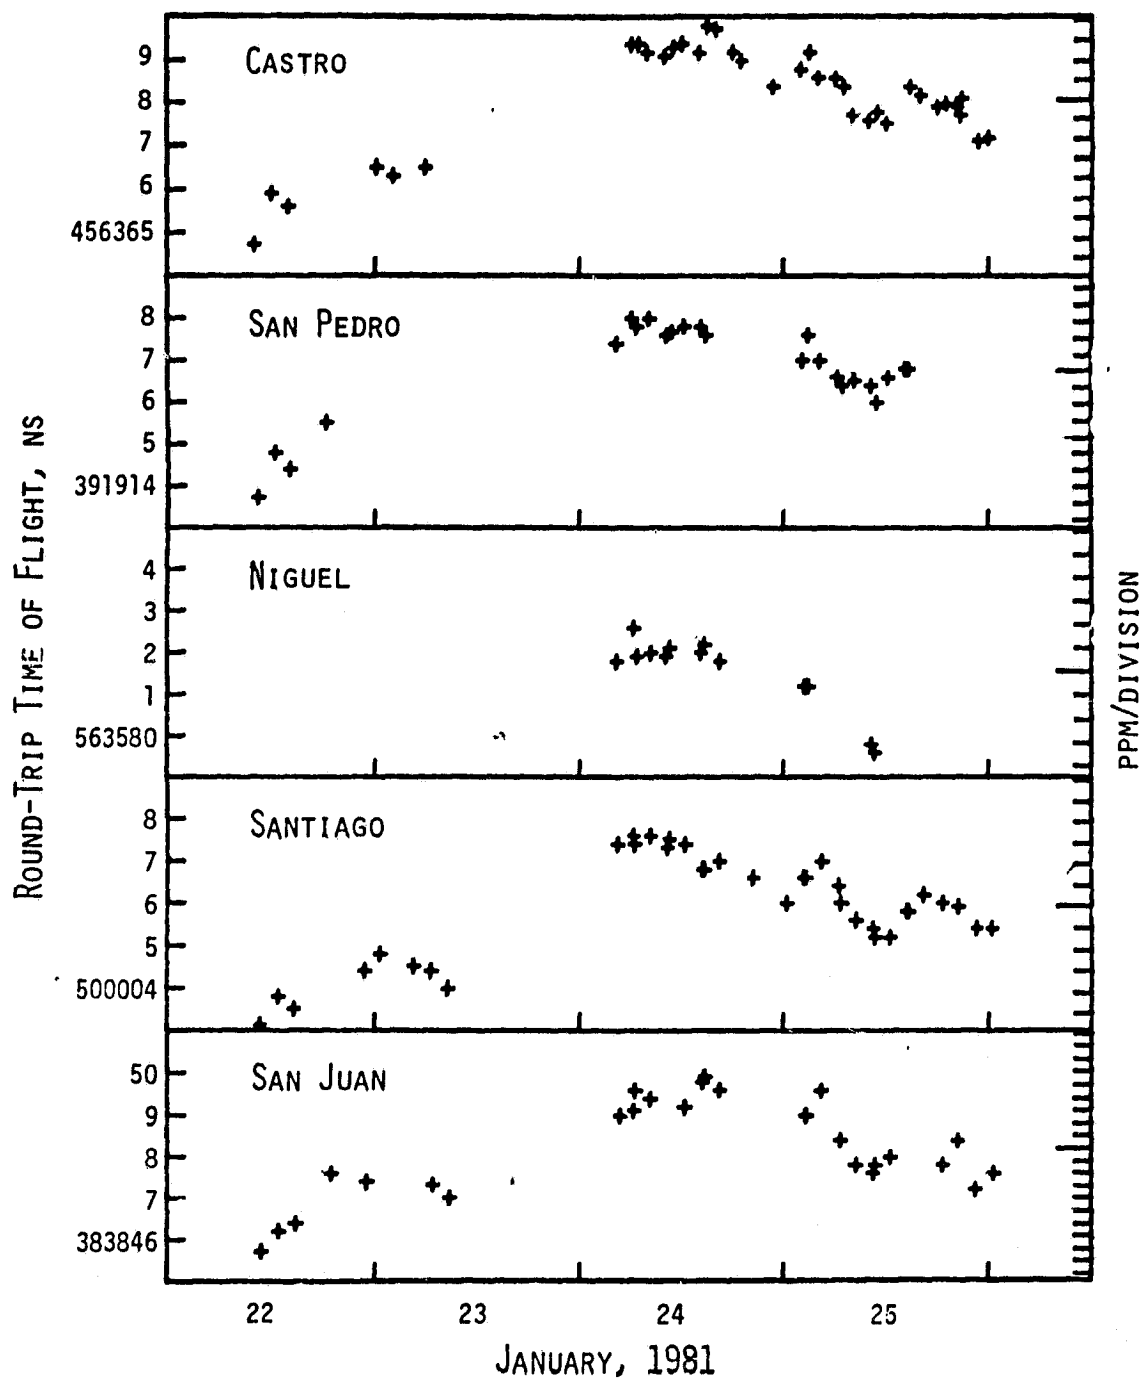 CASTRO
9
8
7
6
456365
SAN PEDRO
8
7
6
5
391914
NIGUEL
4
3
2
1
563580
SANTIAGO
8
7
6
5
500004
SAN JUAN
50
9
8
7
383846
22 23 24 25
JANUARY, 1981
ROUND-TRIP TIME OF FLIGHT, NS
PPM/DIVISION